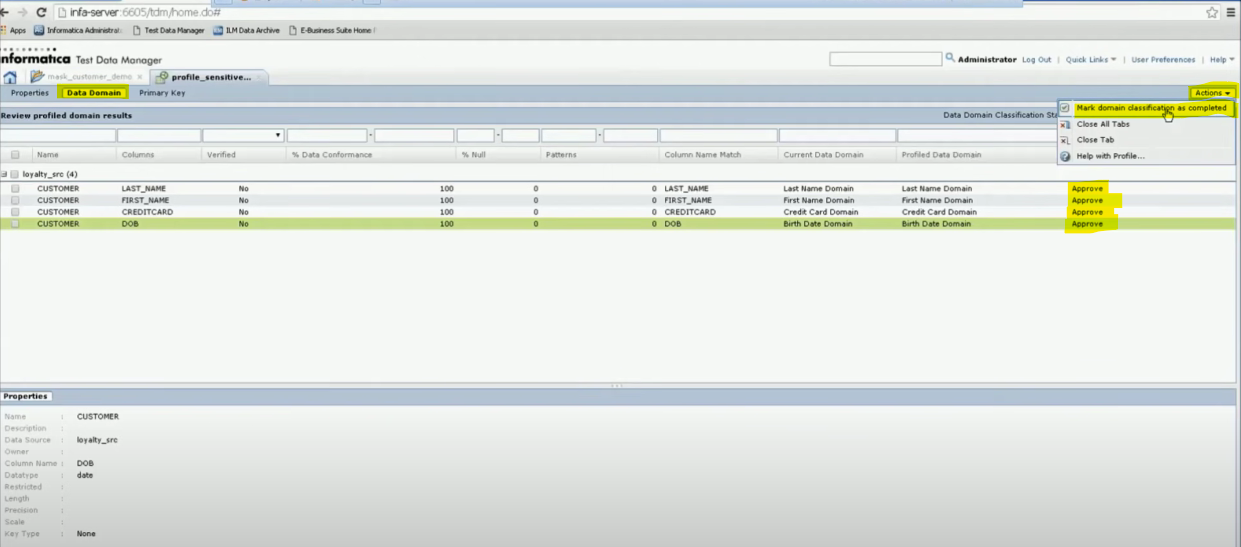 infa-server:6605/tdm/home.do#
Apps Informatica Administrat Test Data Manager ILM Data Archive E-Business Suite Home
nformatica Test Data Manager Administrator Log Out | Quick Links | User Preferences | Help
mask_customer_demo × profile_sensitive...
Properties Data Domain Primary Key Actions
Review profiled domain results Data Domain Classification Sta
Mark domain classification as completed
Close All Tabs
Close Tab
Help with Profile...
Name Columns Verified % Data Conformance % Null Patterns Column Name Match Current Data Domain Profiled Data Domain
loyalty_src (4)
CUSTOMER LAST_NAME No 100 0 0 LAST_NAME Last Name Domain Last Name Domain Approve
CUSTOMER FIRST_NAME No 100 0 0 FIRST_NAME First Name Domain First Name Domain Approve
CUSTOMER CREDITCARD No 100 0 0 CREDITCARD Credit Card Domain Credit Card Domain Approve
CUSTOMER DOB No 100 0 0 DOB Birth Date Domain Birth Date Domain Approve
Properties
Name : CUSTOMER
Description :
Data Source : loyalty_src
Owner :
Column Name : DOB
Datatype : date
Restricted :
Length :
Precision :
Scale :
Key Type : None